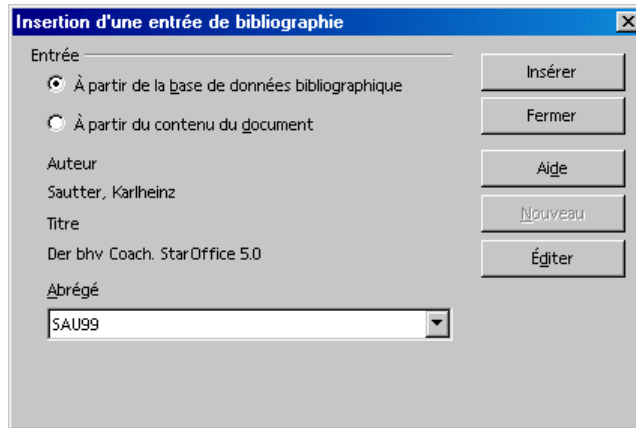 Insertion d'une entrée de bibliographie
Entrée
À partir de la base de données bibliographique
À partir du contenu du document
Auteur
Sautter, Karlheinz
Titre
Der bhv Coach. StarOffice 5.0
Abrégé
SAU99
Insérer
Fermer
Aide
Nouveau
Éditer